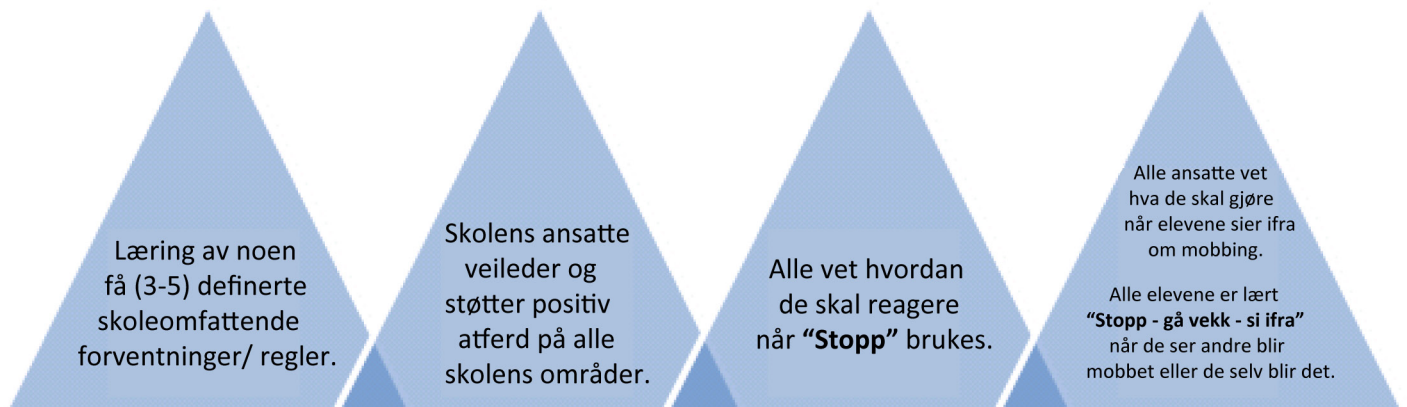 Læring av noen
få (3-5) definerte
skoleomfattende
forventninger/ regler.
Skolens ansatte
veileder og
støtter positiv
atferd på alle
skolens områder.
Alle vet hvordan
de skal reagere
når “Stopp” brukes.
Alle ansatte vet
hva de skal gjøre
når elevene sier ifra
om mobbing.
Alle elevene er lært
“Stopp - gå vekk - si ifra”
når de ser andre blir
mobbet eller de selv blir det.